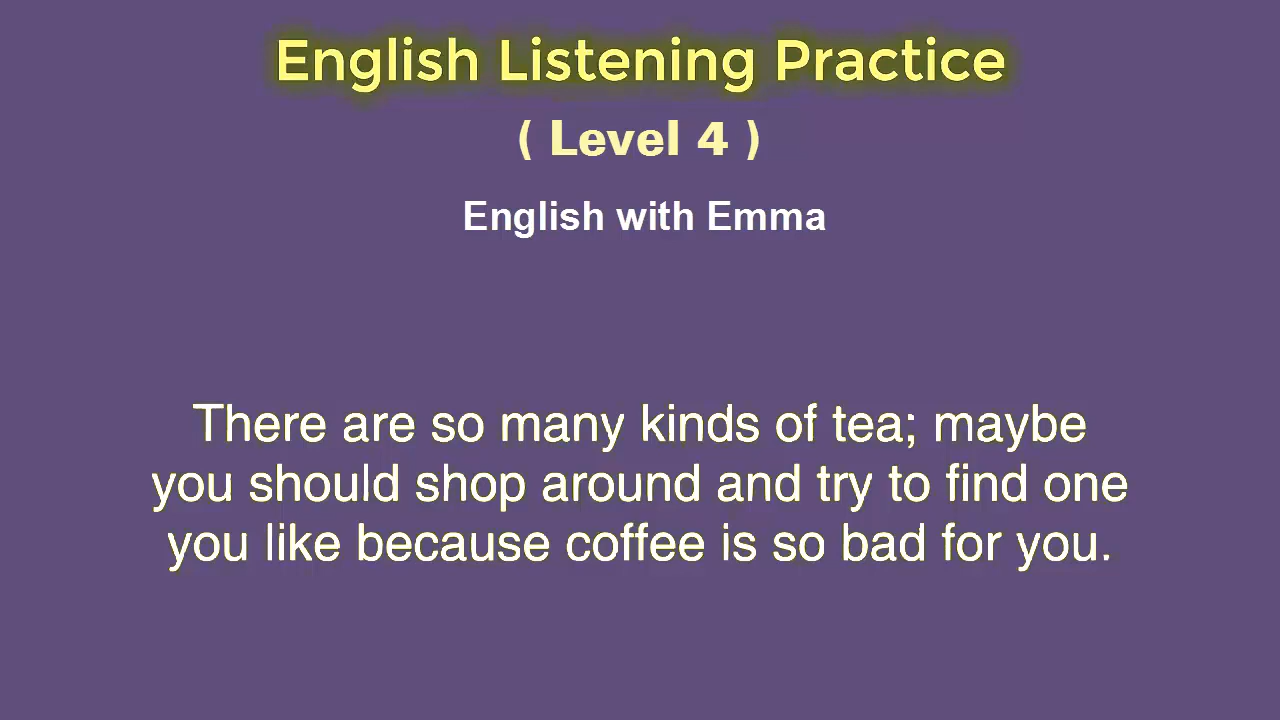 English Listening Practice
( Level 4 )
English with Emma
There are so many kinds of tea; maybe
you should shop around and try to find one
you like because coffee is so bad for you.